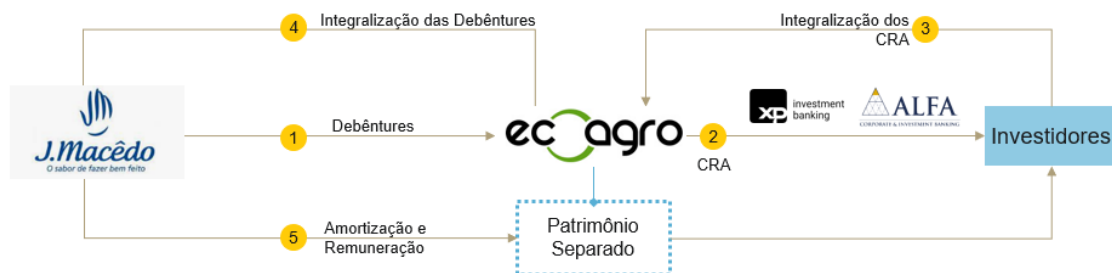 4
Integralização das Debêntures
Integralização dos
CRA
3
J.Macêdo
O sabor de fazer bem feito
1
Debêntures
ecoagro
2
CRA
xp
investment
banking
ALFA
CORPORATE & INVESTMENT BANKING
Investidores
5
Amortização e
Remuneração
Patrimônio
Separado